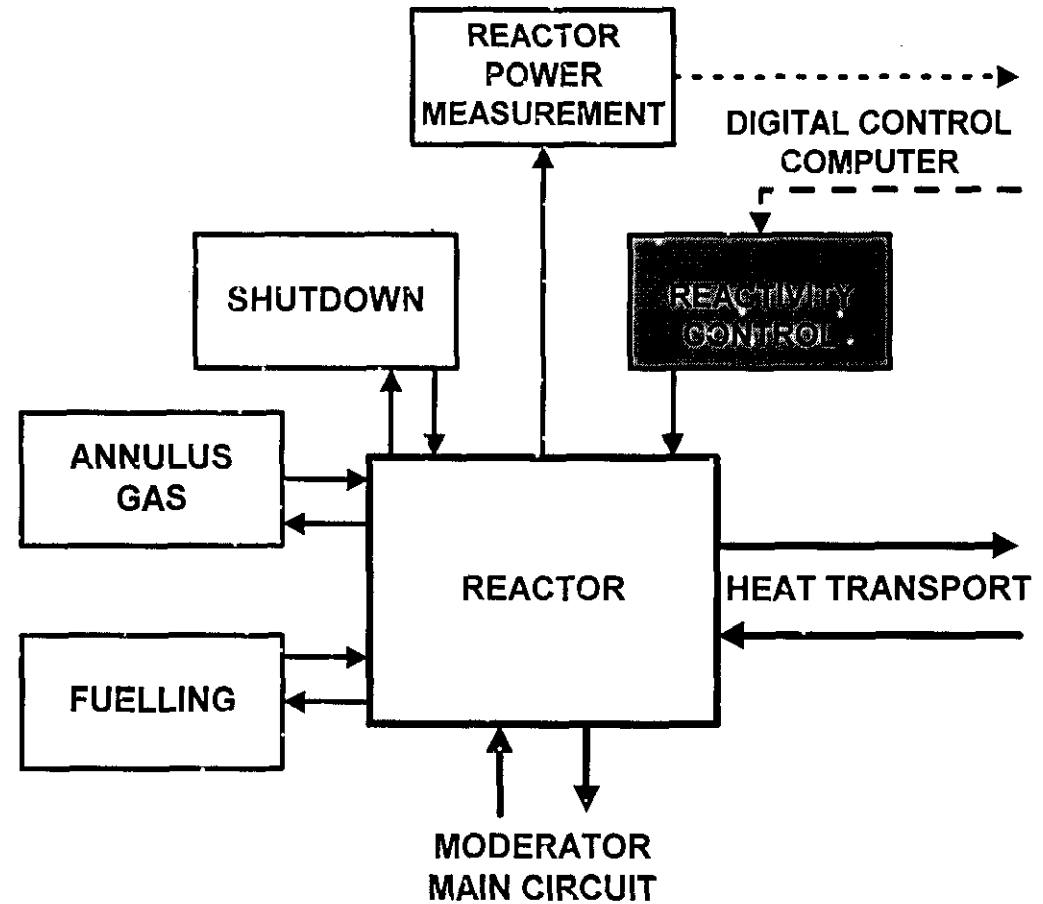 REACTOR
POWER
MEASUREMENT
DIGITAL CONTROL
COMPUTER
SHUTDOWN
REACTIVITY
CONTROL
ANNULUS
GAS
REACTOR
HEAT TRANSPORT
FUELLING
MODERATOR
MAIN CIRCUIT